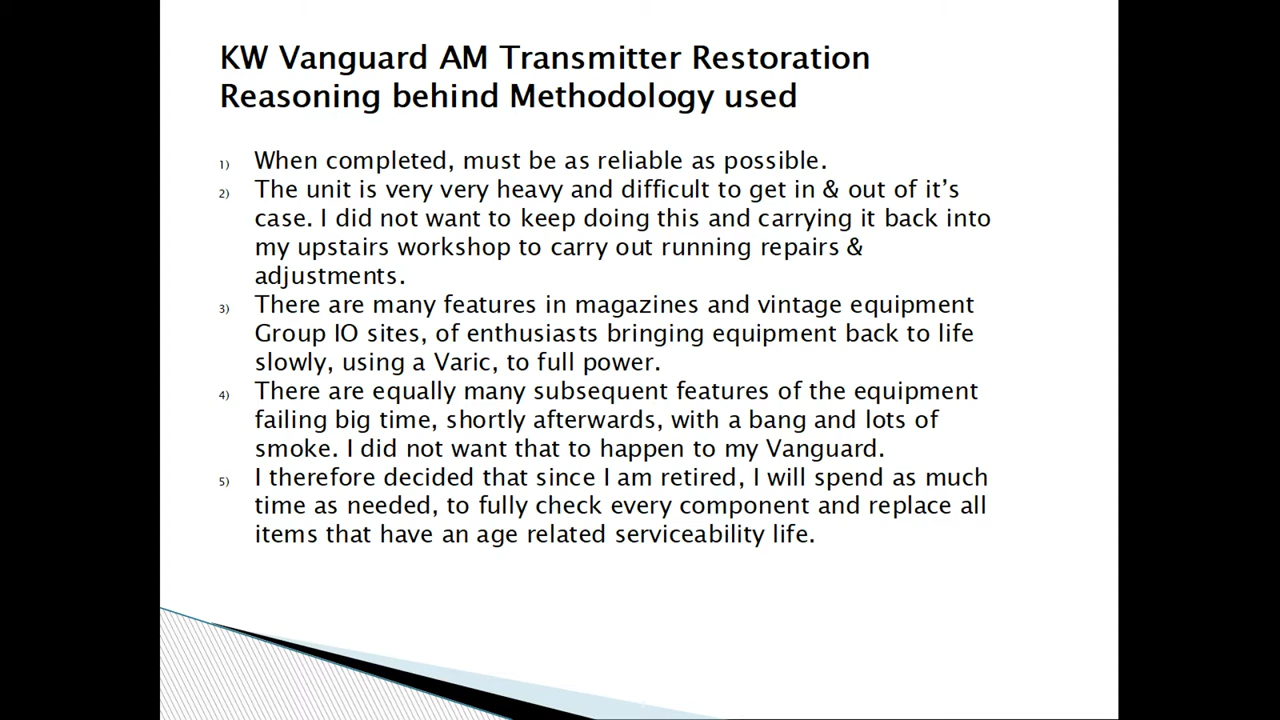 KW Vanguard AM Transmitter Restoration
Reasoning behind Methodology used
1) When completed, must be as reliable as possible.
2) The unit is very very heavy and difficult to get in & out of it’s
case. I did not want to keep doing this and carrying it back into
my upstairs workshop to carry out running repairs &
adjustments.
3) There are many features in magazines and vintage equipment
Group IO sites, of enthusiasts bringing equipment back to life
slowly, using a Varic, to full power.
4) There are equally many subsequent features of the equipment
failing big time, shortly afterwards, with a bang and lots of
smoke. I did not want that to happen to my Vanguard.
5) I therefore decided that since I am retired, I will spend as much
time as needed, to fully check every component and replace all
items that have an age related serviceability life.